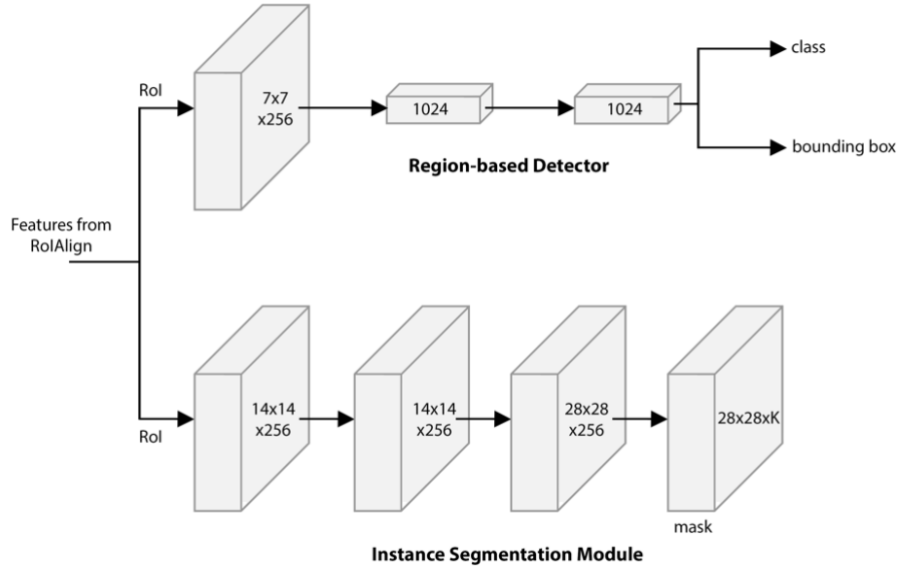 RoI
7x7
x256
1024
1024
class
bounding box
Region-based Detector
Features from
RoIAlign
RoI
14x14
x256
14x14
x256
28x28
x256
28x28xK
mask
Instance Segmentation Module